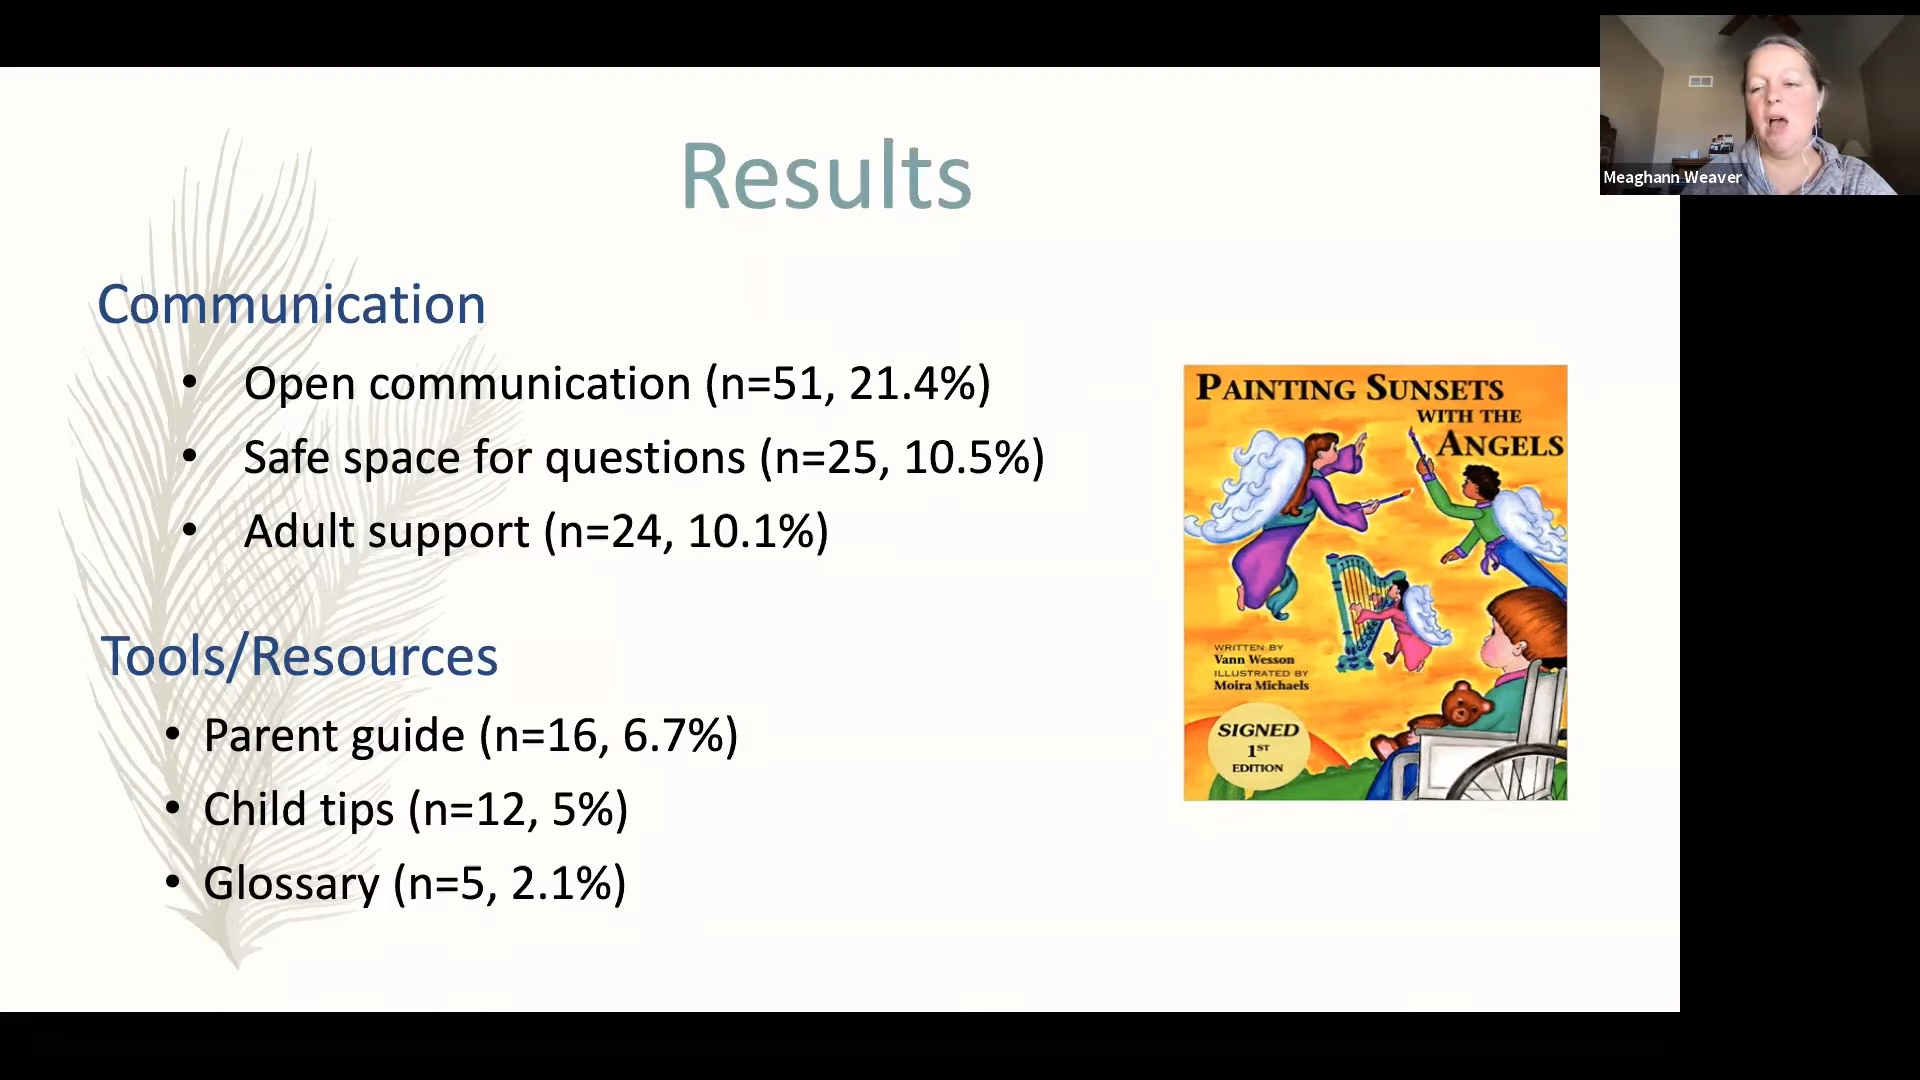 Results
Communication
• Open communication (n=51, 21.4%)
• Safe space for questions (n=25, 10.5%)
• Adult support (n=24, 10.1%)
Tools/Resources
• Parent guide (n=16, 6.7%)
• Child tips (n=12, 5%)
• Glossary (n=5, 2.1%)
PAINTING SUNSETS
WITH THE
ANGELS
WRITTEN BY
Vann Wesson
ILLUSTRATED BY
Moira Michaels
SIGNED
1ST
EDITION
Meaghann Weaver